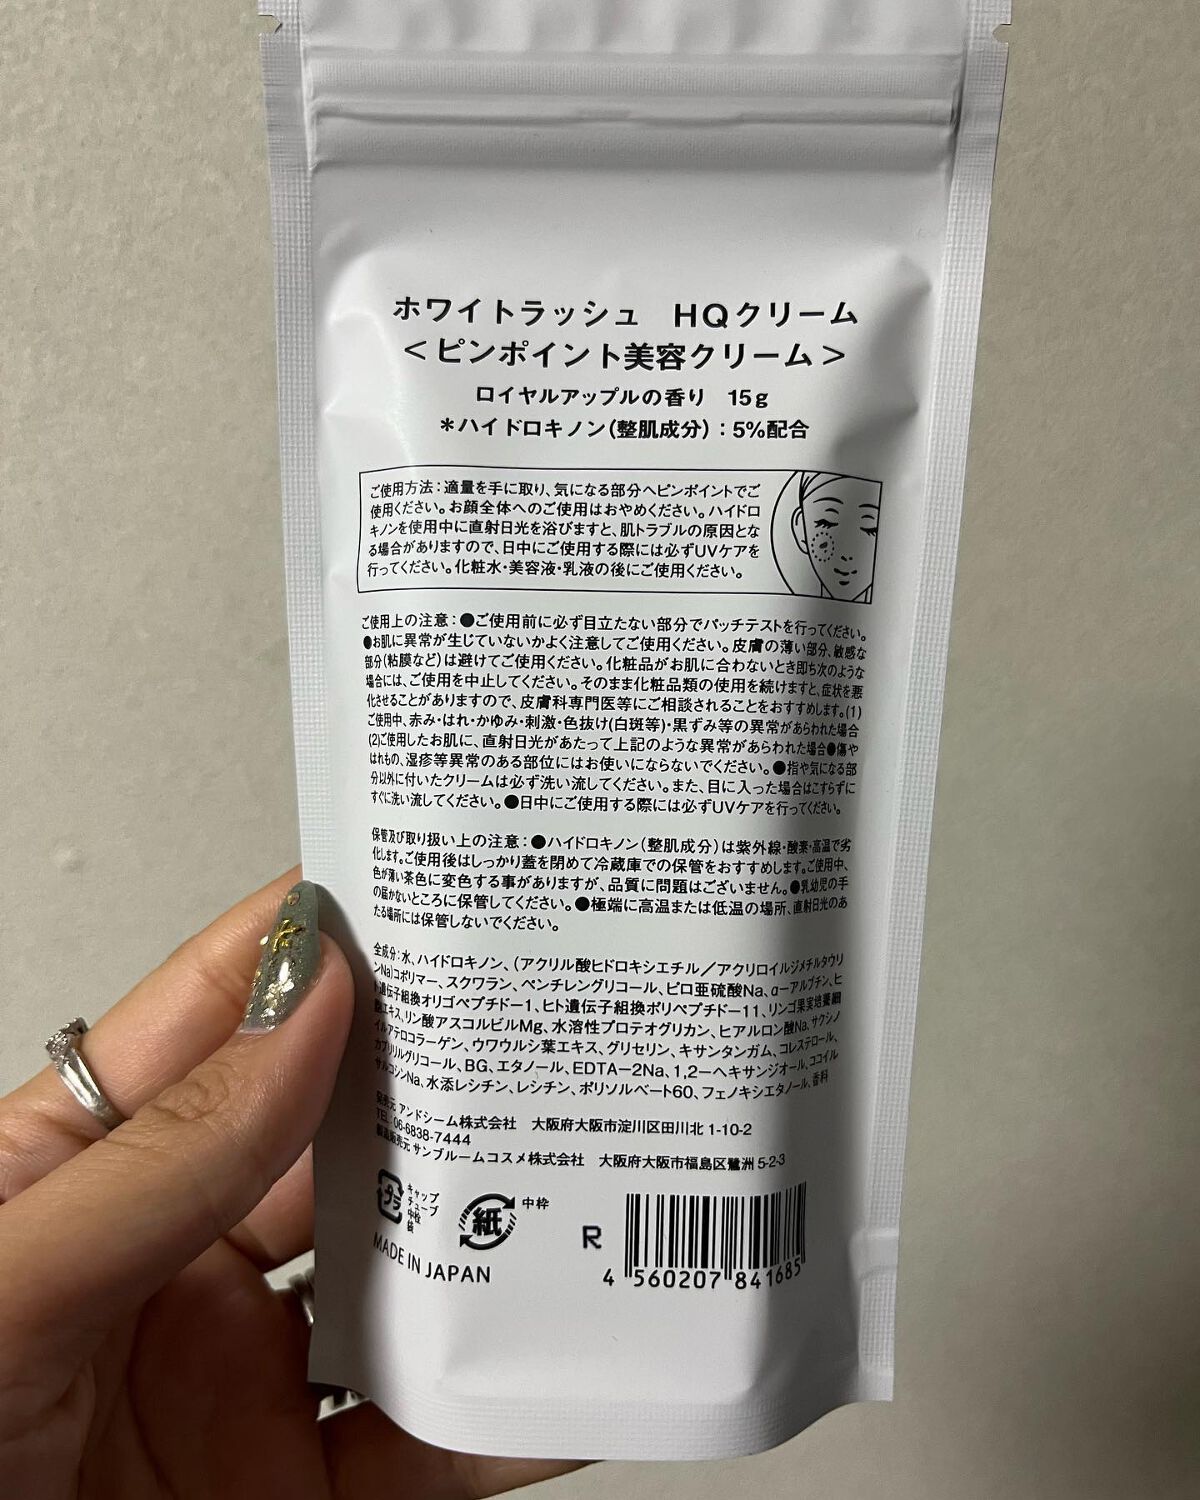 ホワイトラッシュ　HQクリーム
＜ピンポイント美容クリーム＞
ロイヤルアップルの香り　15g
＊ハイドロキノン(整肌成分)：5%配合
ご使用方法：適量を手に取り、気になる部分へピンポイントでご
使用ください。お顔全体へのご使用はおやめください。ハイドロ
キノンを使用中に直射日光を浴びますと、肌トラブルの原因とな
る場合がありますので、日中にご使用する際には必ずUVケアを
行ってください。化粧水・美容液・乳液の後にご使用ください。
ご使用上の注意：●ご使用前に必ず目立たない部分でパッチテストを行ってください。
●お肌に異常が生じていないかよく注意してご使用ください。皮膚の薄い部分、敏感な
部分(粘膜など)は避けてご使用ください。化粧品がお肌に合わないとき即ち次のような
場合には、ご使用を中止してください。そのまま化粧品類の使用を続けますと、症状を悪
化させることがありますので、皮膚科専門医等にご相談されることをおすすめします。(1)
ご使用中、赤み・はれ・かゆみ・刺激・色抜け(白斑等)・黒ずみ等の異常があらわれた場合
(2)ご使用したお肌に、直射日光があたって上記のような異常があらわれた場合●傷や
はれもの、湿疹等異常のある部位にはお使いにならないでください。●指や気になる部
分以外に付いたクリームは必ず洗い流してください。また、目に入った場合はこすらずに
すぐに洗い流してください。●日中にご使用する際には必ずUVケアを行ってください。
保管及び取り扱い上の注意：●ハイドロキノン(整肌成分)は紫外線・酸素・高温で劣
化します。ご使用後はしっかり蓋を閉めて冷蔵庫での保管をおすすめします。ご使用中、
色が薄い茶色に変色する事がありますが、品質に問題はございません。●乳幼児の手
の届かないところに保管してください。●極端に高温または低温の場所、直射日光のあ
たる場所には保管しないでください。
全成分：水、ハイドロキノン、(アクリル酸ヒドロキシエチル／アクリロイルジメチルタウリ
ンNa)コポリマー、スクワラン、ペンチレングリコール、ピロ亜硫酸Na、α－アルブチン、ヒ
ト遺伝子組換オリゴペプチド－1、ヒト遺伝子組換ポリペプチド－11、リンゴ果実培養細
胞エキス、リン酸アスコルビルMg、水溶性プロテオグリカン、ヒアルロン酸Na、サクシノ
イルアテロコラーゲン、ウワウルシ葉エキス、グリセリン、キサンタンガム、コレステロール、
カプリリルグリコール、BG、エタノール、EDTA－2Na、1,2－ヘキサンジオール、ココイル
サルコシンNa、水添レシチン、レシチン、ポリソルベート60、フェノキシエタノール、香料
発売元 アンドシーム株式会社　大阪府大阪市淀川区田川北 1-10-2
TEL 06-6838-7444
製造販売元 サンブルームコスメ株式会社　大阪府大阪市福島区鷺洲 5-2-3
プラ
キャップ
チューブ
中栓
袋
紙
中枠
MADE IN JAPAN
R
4 560207 841685